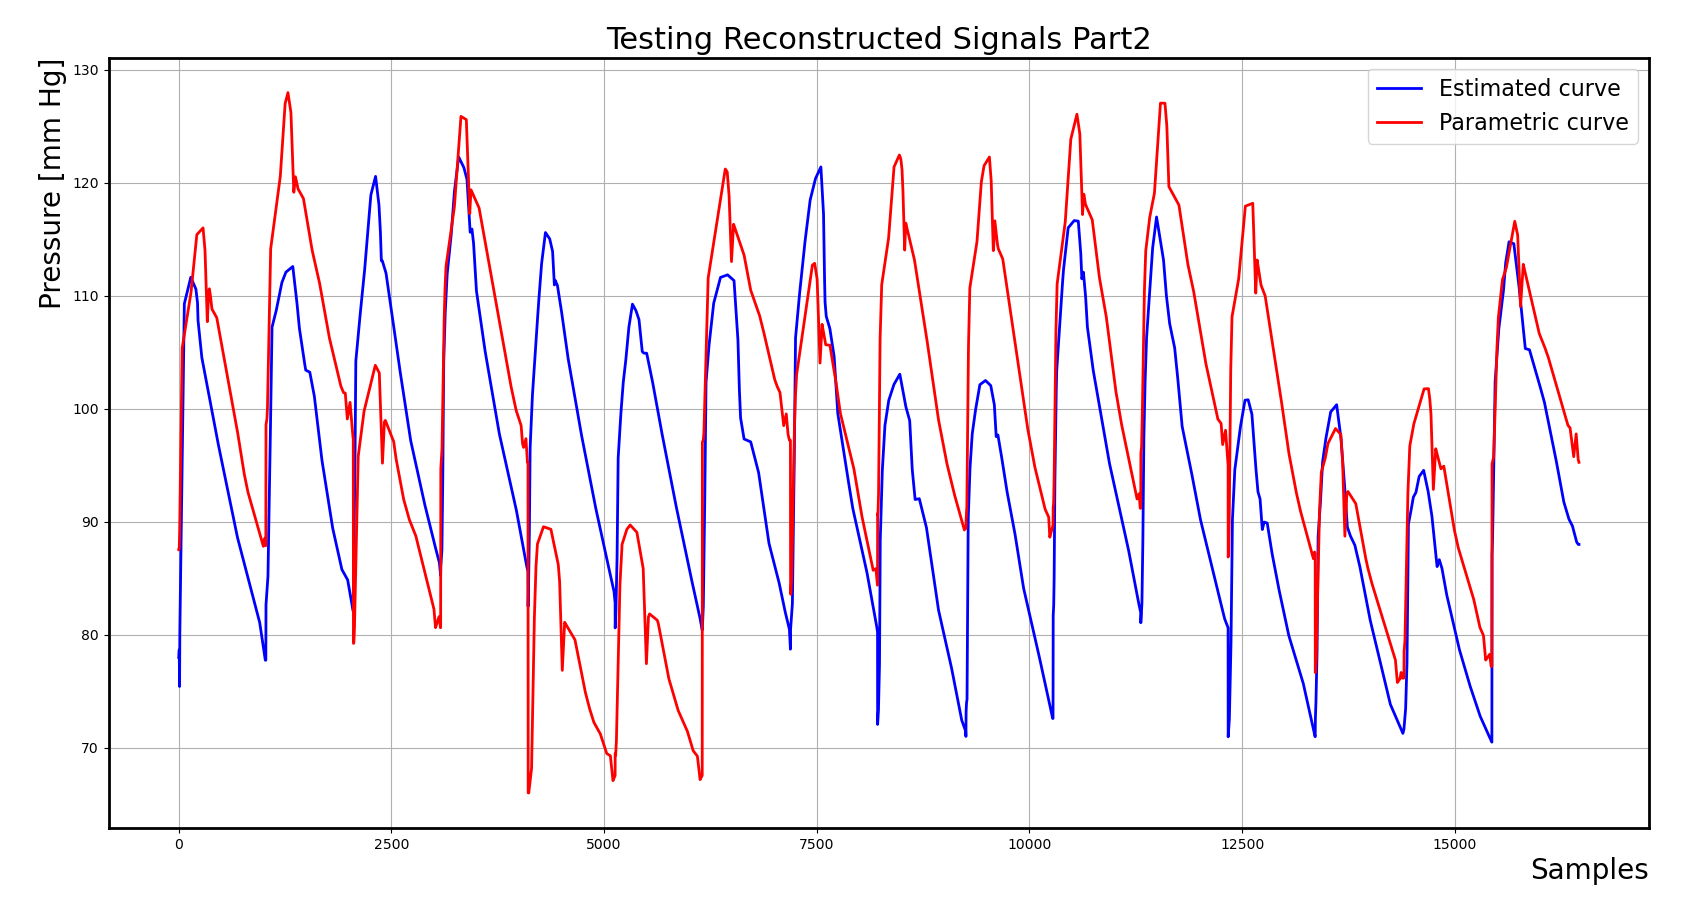 Testing Reconstructed Signals Part2
Pressure [mm Hg]
130
120
110
100
90
80
70
Estimated curve
Parametric curve
0 2500 5000 7500 10000 12500 15000
Samples